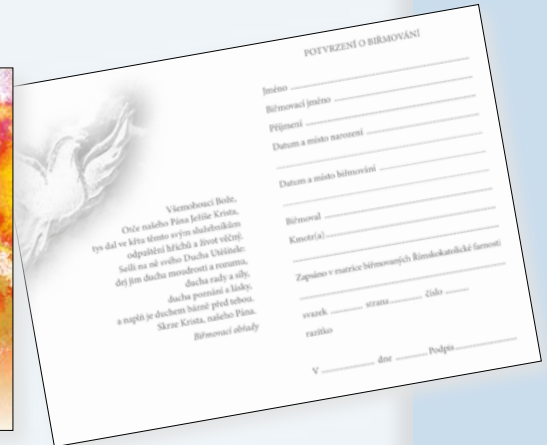 Všemohoucí Bože,
Otče našeho Pána Ježíše Krista,
tys dal ve křtu těmto svým služebníkům
odpuštění hříchů a život věčný.
Sešli na ně svého Ducha Utěšitele:
dej jim ducha moudrosti a rozumu,
ducha rady a síly,
ducha poznání a lásky,
a naplň je duchem bázně před tebou.
Skrze Krista, našeho Pána.
Biřmovací obřady
POTVRZENÍ O BIŘMOVÁNÍ
Jméno
Biřmovací jméno
Příjmení
Datum a místo narození
Datum a místo biřmování
Biřmoval
Kmotr(a)
Zapsáno v matrice biřmovaných Římskokatolické farnosti
svazek strana číslo
razítko
V dne Podpis